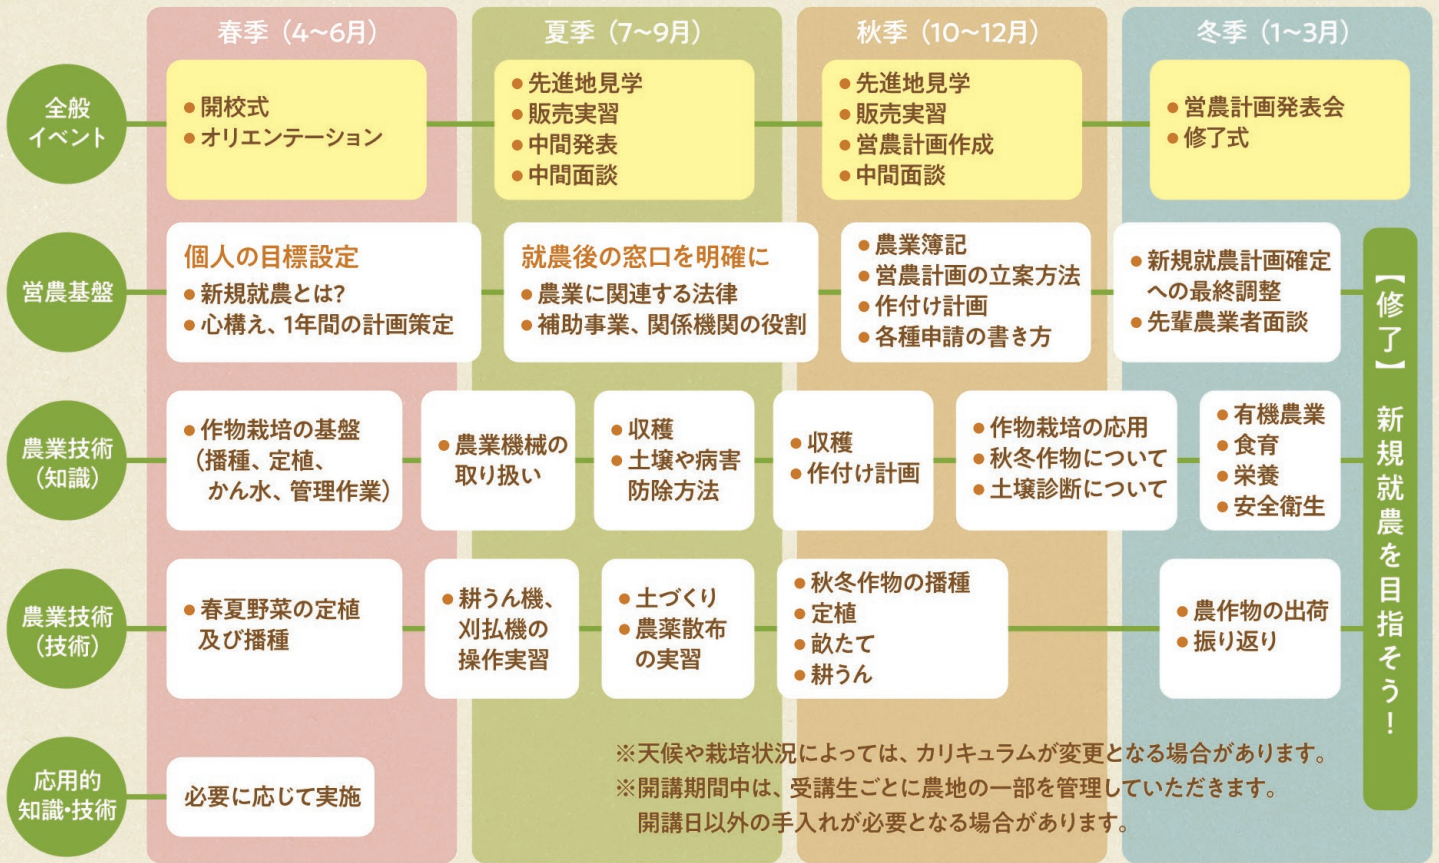 春季（4～6月）
夏季（7～9月）
秋季（10～12月）
冬季（1～3月）
全般
イベント
●開校式
●オリエンテーション
●先進地見学
●販売実習
●中間発表
●中間面談
●先進地見学
●販売実習
●営農計画作成
●中間面談
●営農計画発表会
●修了式
営農基盤
個人の目標設定
●新規就農とは?
●心構え、1年間の計画策定
就農後の窓口を明確に
●農業に関連する法律
●補助事業、関係機関の役割
●農業簿記
●営農計画の立案方法
●作付け計画
●各種申請の書き方
●新規就農計画確定
への最終調整
●先輩農業者面談
農業技術
（知識）
●作物栽培の基盤
（播種、定植、
かん水、管理作業）
●農業機械の
取り扱い
●収穫
●土壌や病害
防除方法
●収穫
●作付け計画
●作物栽培の応用
●秋冬作物について
●土壌診断について
●有機農業
●食育
●栄養
●安全衛生
農業技術
（技術）
●春夏野菜の定植
及び播種
●耕うん機、
刈払機の
操作実習
●土づくり
●農薬散布
の実習
●秋冬作物の播種
●定植
●畝たて
●耕うん
●農作物の出荷
●振り返り
【修了】 新規就農を目指そう！
応用的
知識・技術
必要に応じて実施
※天候や栽培状況によっては、カリキュラムが変更となる場合があります。
※開講期間中は、受講生ごとに農地の一部を管理していただきます。
開講日以外の手入れが必要となる場合があります。